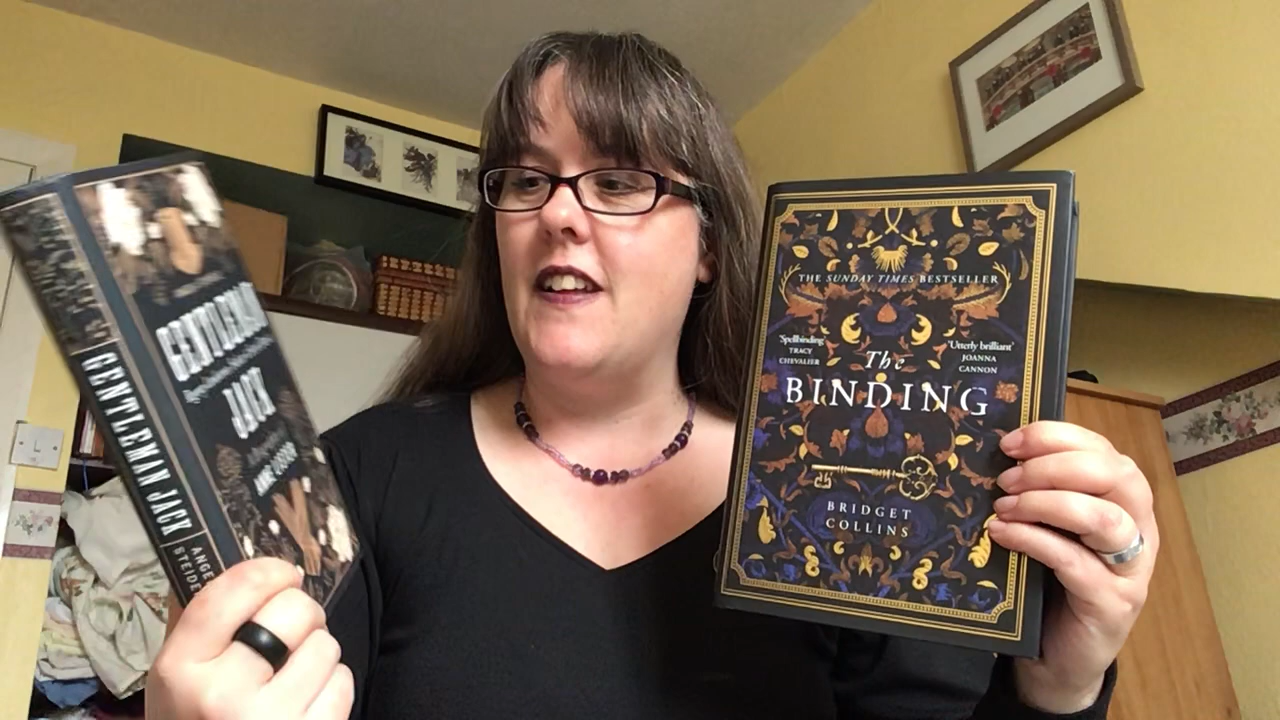 GENTLEMAN JACK
ANGE
STEIDE
GENTLEMAN
JACK
THE SUNDAY TIMES BESTSELLER
'Spellbinding'
TRACY
CHEVALIER
'Utterly brilliant'
JOANNA
CANNON
The
BINDING
BRIDGET
COLLINS